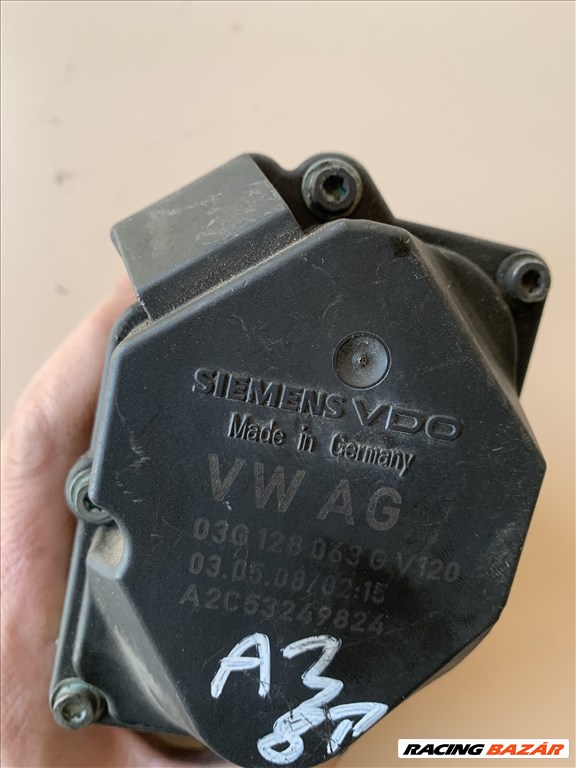 SIEMENS VDO
Made in Germany
VW AG
03G 128 063 G V120
03.05.08/02:15
A2C53249824
A3
8P
RACING BAZÁR